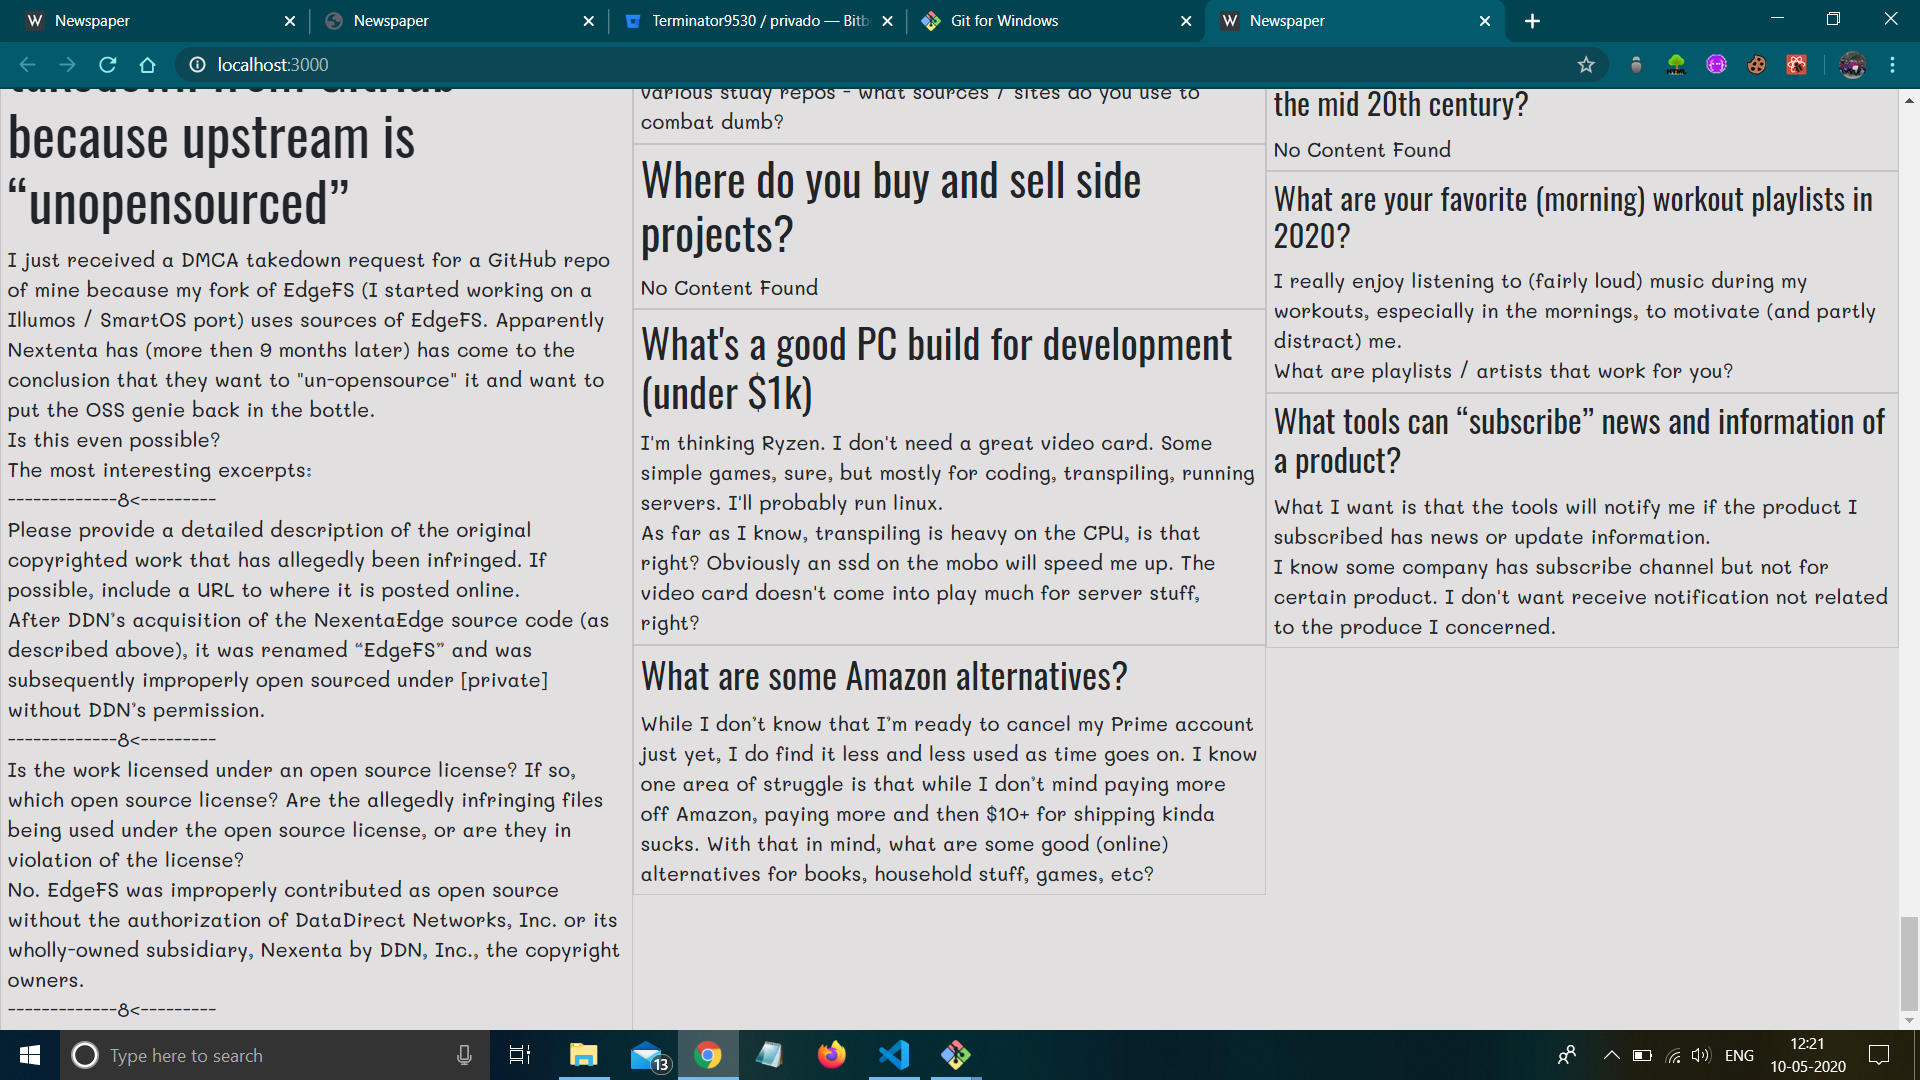 Newspaper
Newspaper
Terminator9530 / privado — Bitb
Git for Windows
Newspaper
localhost:3000
because upstream is
“unopensourced”
I just received a DMCA takedown request for a GitHub repo
of mine because my fork of EdgeFS (I started working on a
Illumos / SmartOS port) uses sources of EdgeFS. Apparently
Nextenta has (more then 9 months later) has come to the
conclusion that they want to "un-opensource" it and want to
put the OSS genie back in the bottle.
Is this even possible?
The most interesting excerpts:
-------------8<---------
Please provide a detailed description of the original
copyrighted work that has allegedly been infringed. If
possible, include a URL to where it is posted online.
After DDN’s acquisition of the NexentaEdge source code (as
described above), it was renamed “EdgeFS” and was
subsequently improperly open sourced under [private]
without DDN’s permission.
-------------8<---------
Is the work licensed under an open source license? If so,
which open source license? Are the allegedly infringing files
being used under the open source license, or are they in
violation of the license?
No. EdgeFS was improperly contributed as open source
without the authorization of DataDirect Networks, Inc. or its
wholly-owned subsidiary, Nexenta by DDN, Inc., the copyright
owners.
-------------8<---------
various study repos - what sources / sites do you use to
combat dumb?
Where do you buy and sell side
projects?
No Content Found
What's a good PC build for development
(under $1k)
I'm thinking Ryzen. I don't need a great video card. Some
simple games, sure, but mostly for coding, transpiling, running
servers. I'll probably run linux.
As far as I know, transpiling is heavy on the CPU, is that
right? Obviously an ssd on the mobo will speed me up. The
video card doesn't come into play much for server stuff,
right?
What are some Amazon alternatives?
While I don’t know that I’m ready to cancel my Prime account
just yet, I do find it less and less used as time goes on. I know
one area of struggle is that while I don’t mind paying more
off Amazon, paying more and then $10+ for shipping kinda
sucks. With that in mind, what are some good (online)
alternatives for books, household stuff, games, etc?
the mid 20th century?
No Content Found
What are your favorite (morning) workout playlists in
2020?
I really enjoy listening to (fairly loud) music during my
workouts, especially in the mornings, to motivate (and partly
distract) me.
What are playlists / artists that work for you?
What tools can “subscribe” news and information of
a product?
What I want is that the tools will notify me if the product I
subscribed has news or update information.
I know some company has subscribe channel but not for
certain product. I don't want receive notification not related
to the produce I concerned.
Type here to search
13
ENG
12:21
10-05-2020